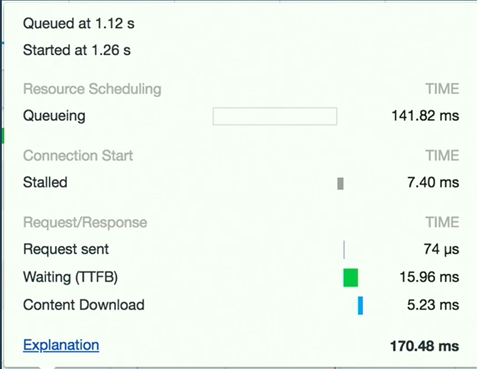 Queued at 1.12 s
Started at 1.26 s
Resource Scheduling TIME
Queueing 141.82 ms
Connection Start TIME
Stalled 7.40 ms
Request/Response TIME
Request sent 74 μs
Waiting (TTFB) 15.96 ms
Content Download 5.23 ms
Explanation 170.48 ms